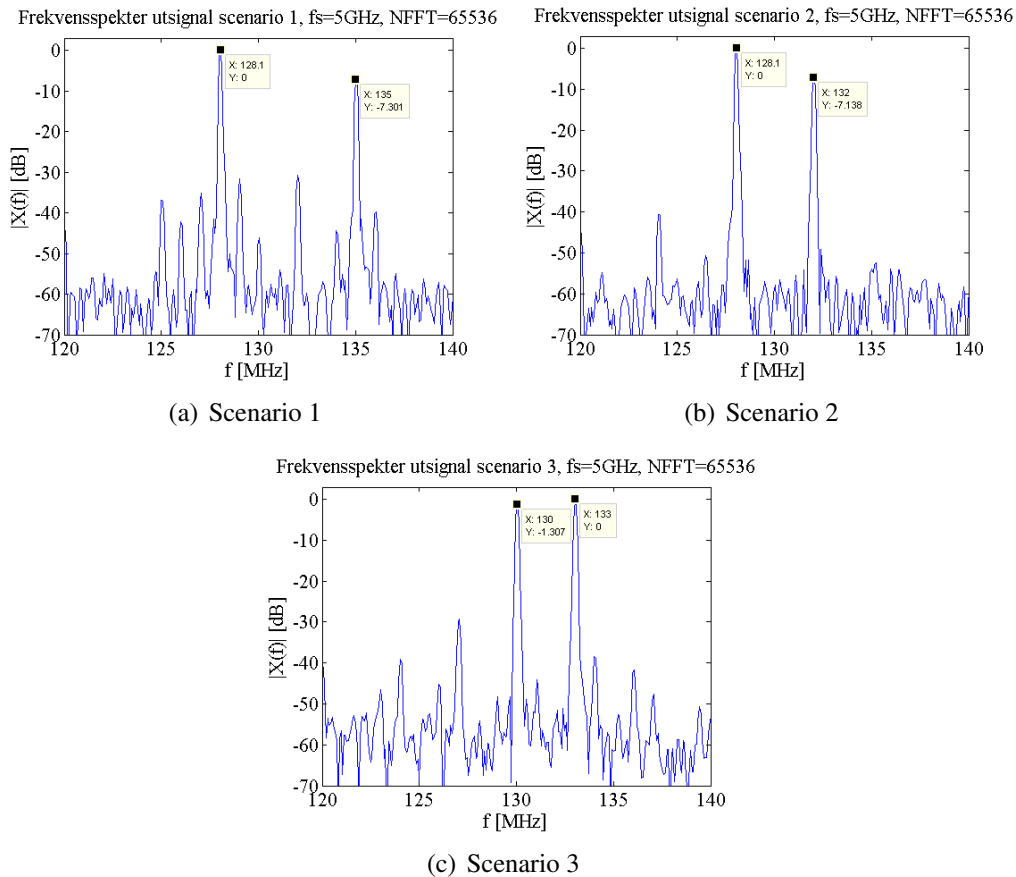 Frekvensspekter utsignal scenario 1, fs=5GHz, NFFT=65536
0
-10
-20
-30
-40
-50
-60
-70
|X(f)| [dB]
X: 128.1
Y: 0
X: 135
Y: -7.301
120
125
130
135
140
f [MHz]
(a) Scenario 1
Frekvensspekter utsignal scenario 2, fs=5GHz, NFFT=65536
0
-10
-20
-30
-40
-50
-60
-70
|X(f)| [dB]
X: 128.1
Y: 0
X: 132
Y: -7.138
120
125
130
135
140
f [MHz]
(b) Scenario 2
Frekvensspekter utsignal scenario 3, fs=5GHz, NFFT=65536
0
-10
-20
-30
-40
-50
-60
-70
|X(f)| [dB]
X: 130
Y: -1.307
X: 133
Y: 0
120
125
130
135
140
f [MHz]
(c) Scenario 3